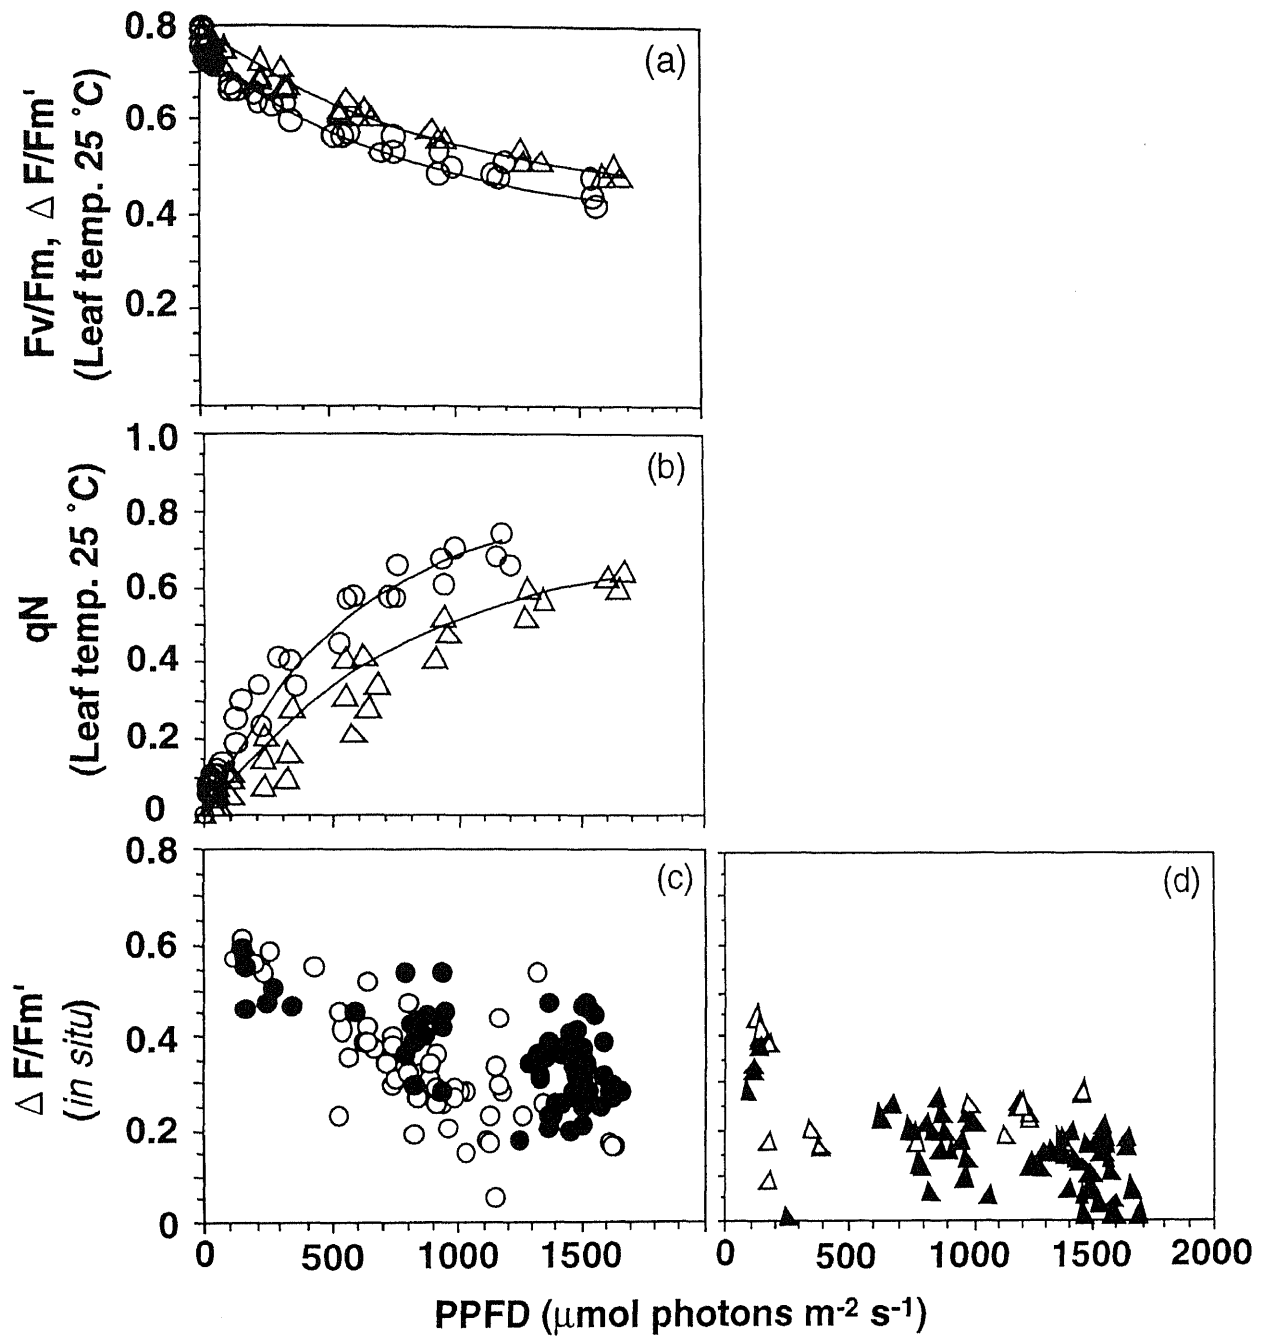 0.8
0.6
0.4
0.2
Fv/Fm, Δ F/Fm'
(Leaf temp. 25 ˚C)
(a)
1.0
0.8
0.6
0.4
0.2
0
qN
(Leaf temp. 25 ˚C)
(b)
0.8
0.6
0.4
0.2
0
Δ F/Fm'
(in situ)
(c)
(d)
0 500 1000 1500 0 500 1000 1500 2000
PPFD (μmol photons m-2 s-1)